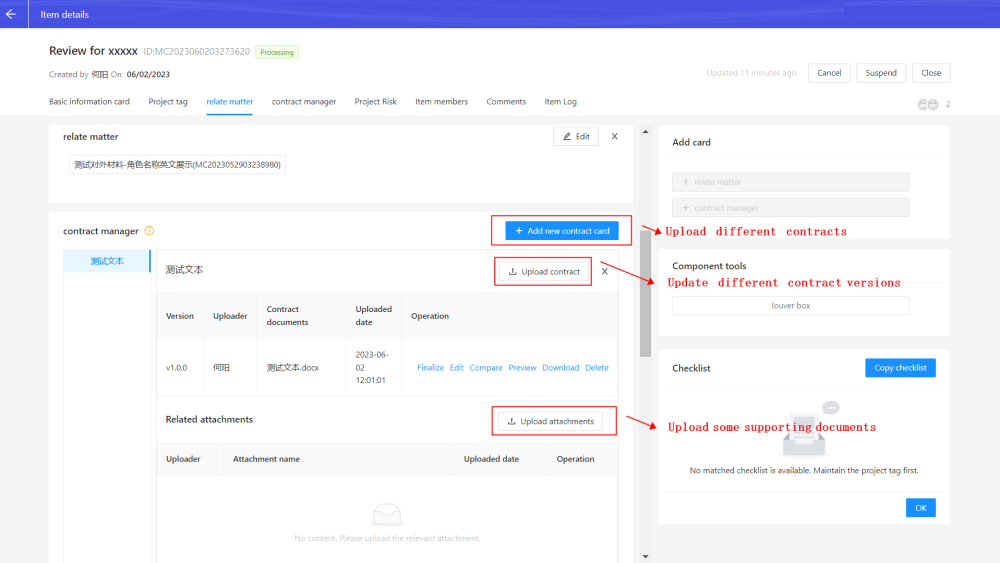 Item details
Review for xxxxx ID:MC2023060203273620 Processing
Created by 何阳 On 06/02/2023
Updated 11 minutes ago Cancel Suspend Close
Basic information card Project tag relate matter contract manager Project Risk Item members Comments Item Log
2
relate matter Edit X
测试对外材料-角色名称英文展示(MC2023052903238980)
contract manager + Add new contract card
测试文本
测试文本 Upload contract X
Version Uploader Contract documents Uploaded date Operation
v1.0.0 何阳 测试文本.docx 2023-06-02 12:01:01 Finalize Edit Compare Preview Download Delete
Related attachments Upload attachments
Uploader Attachment name Uploaded date Operation
No content. Please upload the relevant attachment.
Add card
+ relate matter
+ contract manager
Upload different contracts
Component tools
Update different contract versions
louver box
Checklist Copy checklist
Upload some supporting documents
No matched checklist is available. Maintain the project tag first.
OK